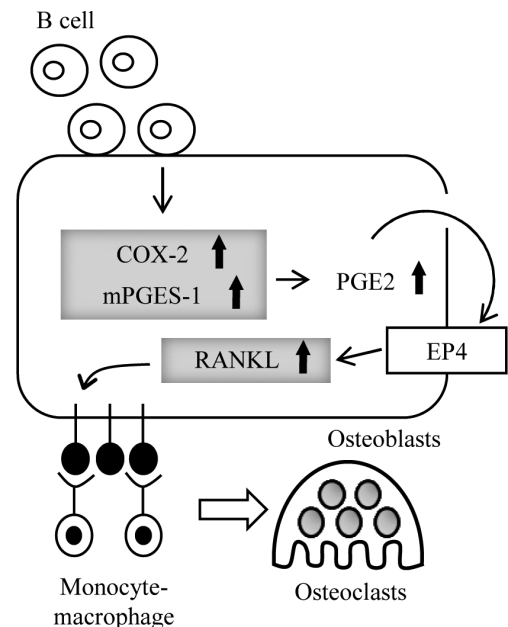 B cell
COX-2
mPGES-1
PGE2
RANKL
EP4
Osteoblasts
Monocyte-
macrophage
Osteoclasts